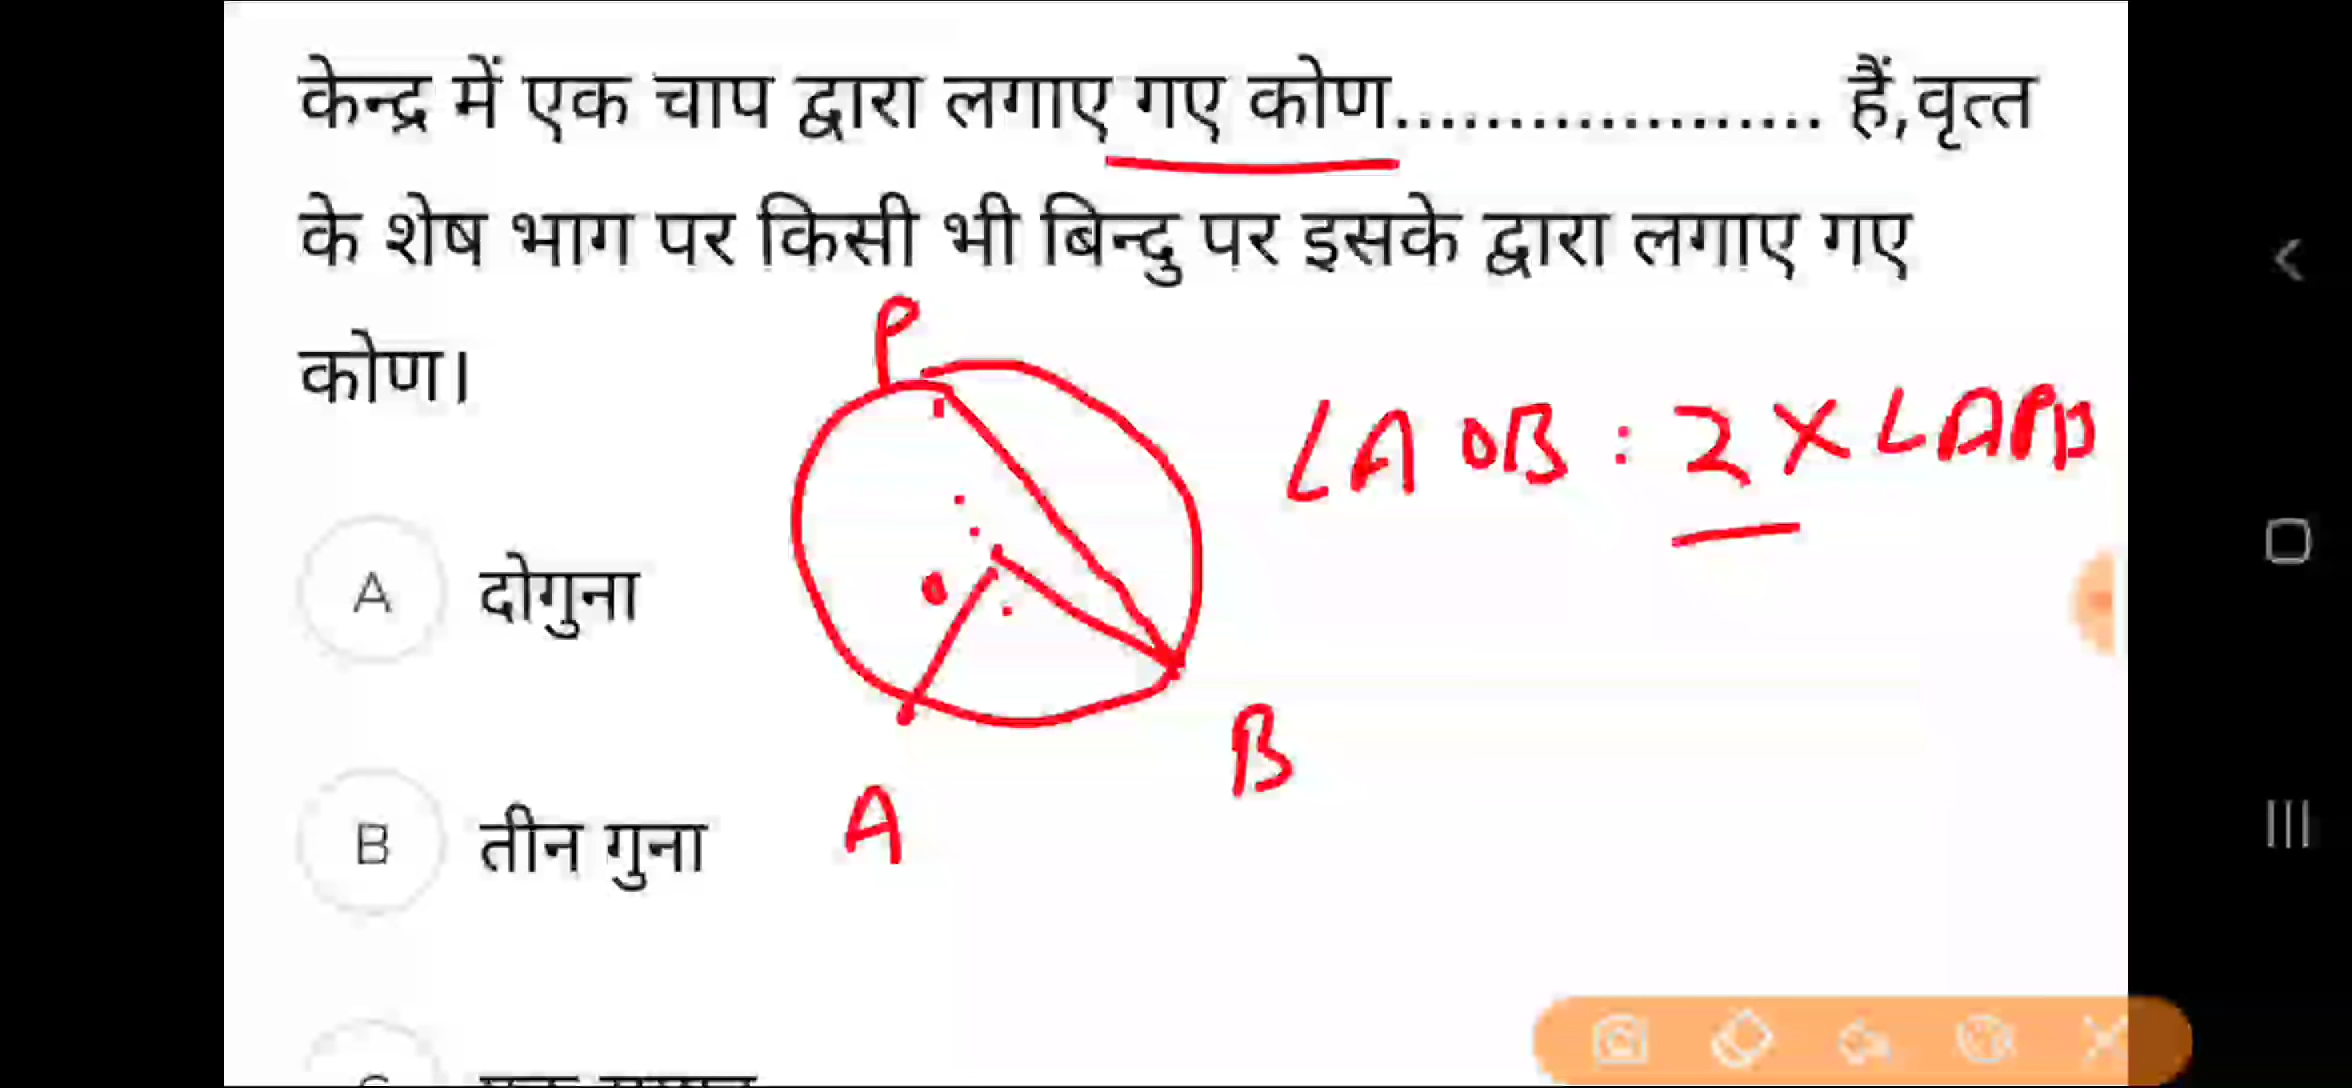 केन्द्र में एक चाप द्वारा लगाए गए कोण................... हैं,वृत्त
के शेष भाग पर किसी भी बिन्दु पर इसके द्वारा लगाए गए
कोण।
P
∠AOB : 2 × ∠APB
A दोगुना
O
B
B तीन गुना
A